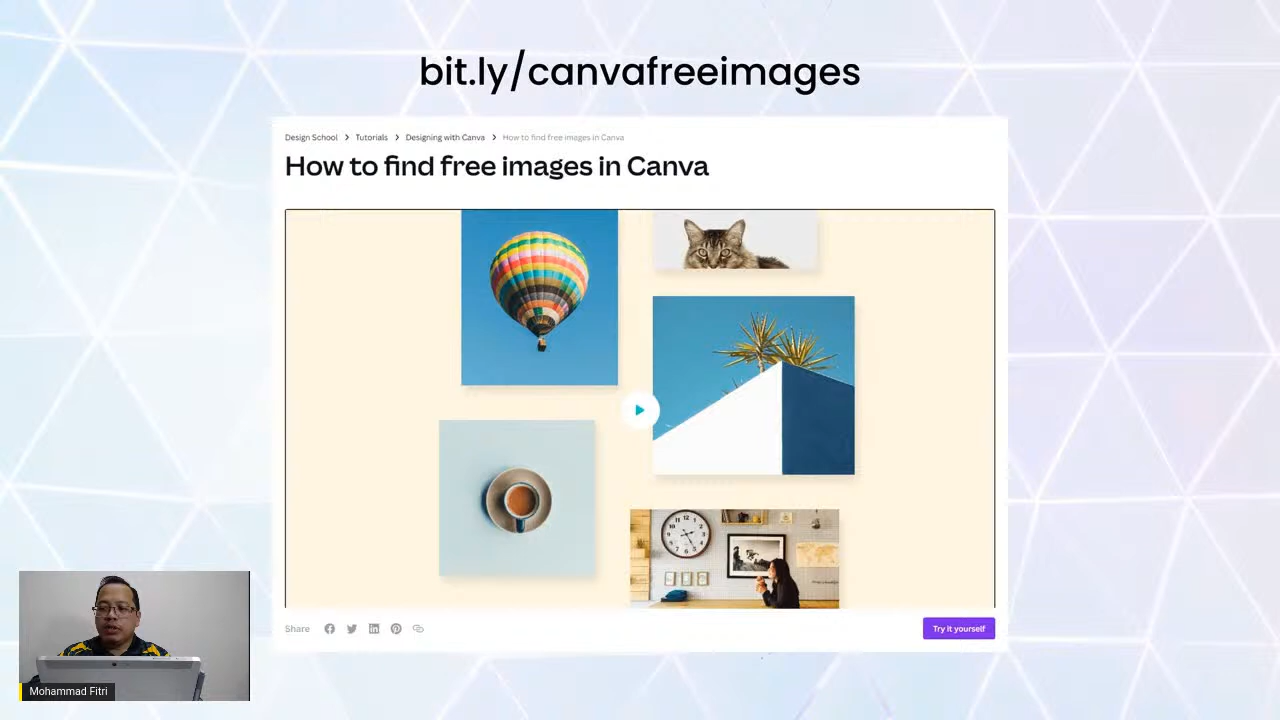 bit.ly/canvafreeimages
Design School > Tutorials > Designing with Canva > How to find free images in Canva
How to find free images in Canva
Share
Try it yourself
Mohammad Fitri